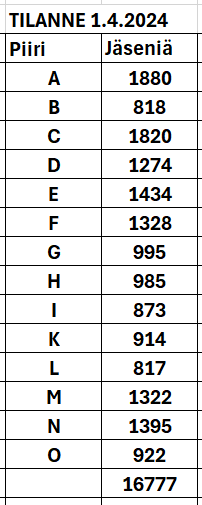 TILANNE 1.4.2024
Piiri Jäseniä
A 1880
B 818
C 1820
D 1274
E 1434
F 1328
G 995
H 985
I 873
K 914
L 817
M 1322
N 1395
O 922
16777